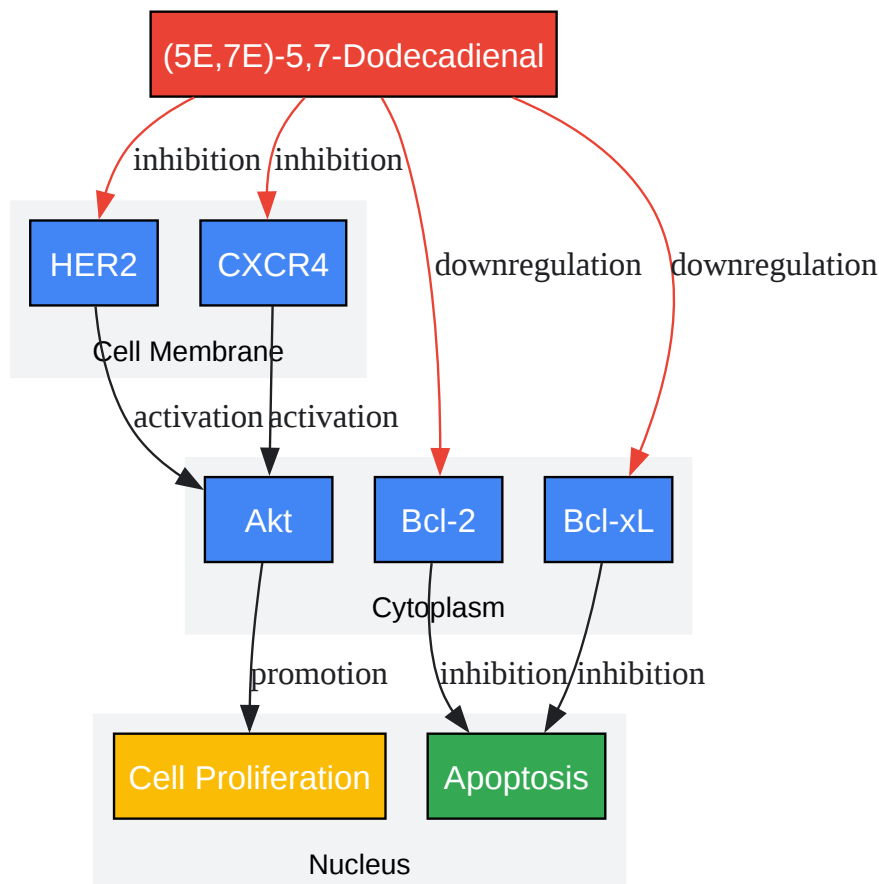 (5E,7E)-5,7-Dodecadienal
inhibition
inhibition
HER2
CXCR4
downregulation
downregulation
Cell Membrane
activation
activation
Akt
Bcl-2
Bcl-xL
Cytoplasm
promotion
inhibition
inhibition
Cell Proliferation
Apoptosis
Nucleus